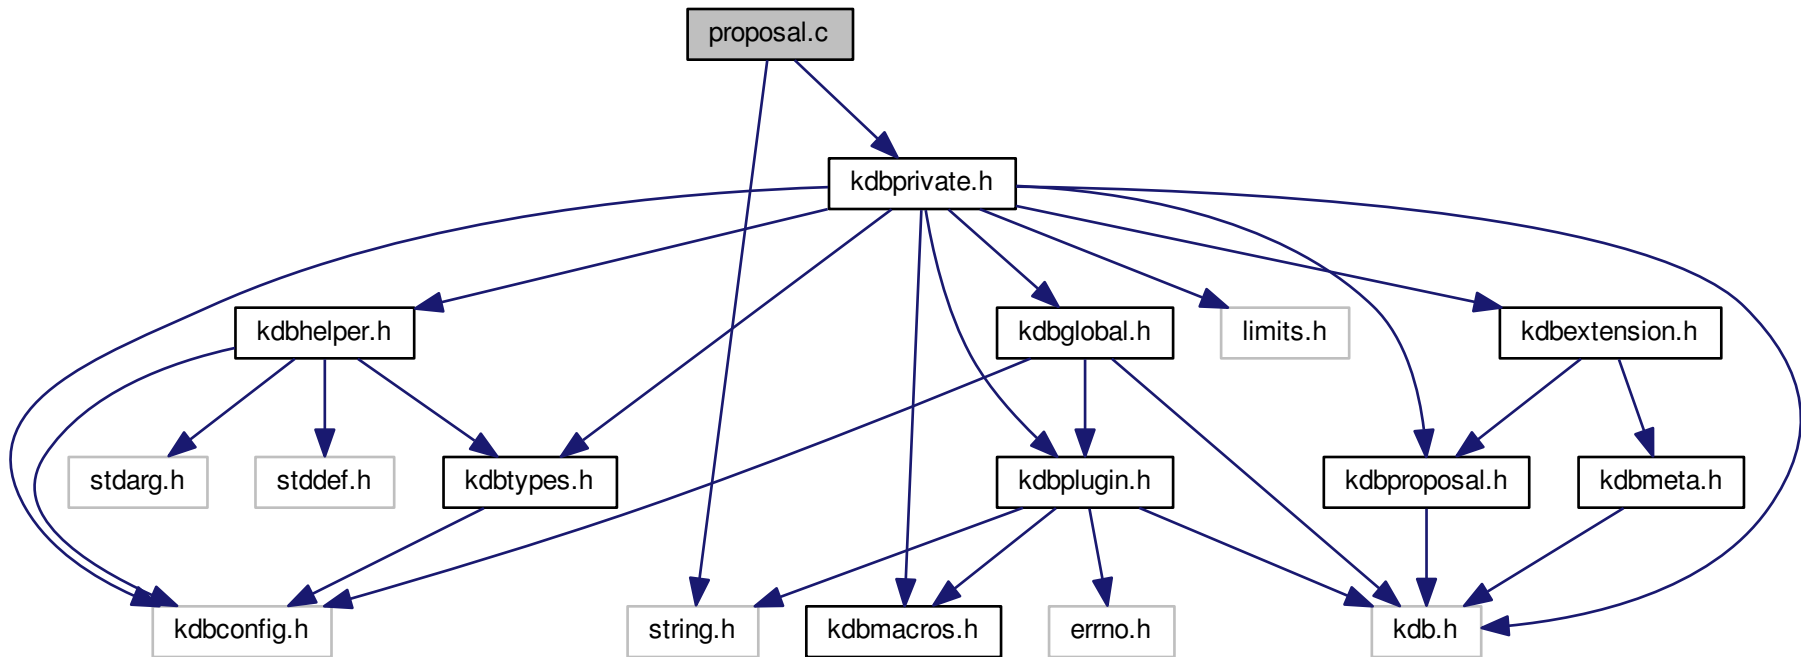 proposal.c
kdbprivate.h
kdbhelper.h
kdbglobal.h
limits.h
kdbextension.h
stdarg.h
stddef.h
kdbtypes.h
kdbplugin.h
kdbproposal.h
kdbmeta.h
kdbconfig.h
string.h
kdbmacros.h
errno.h
kdb.h